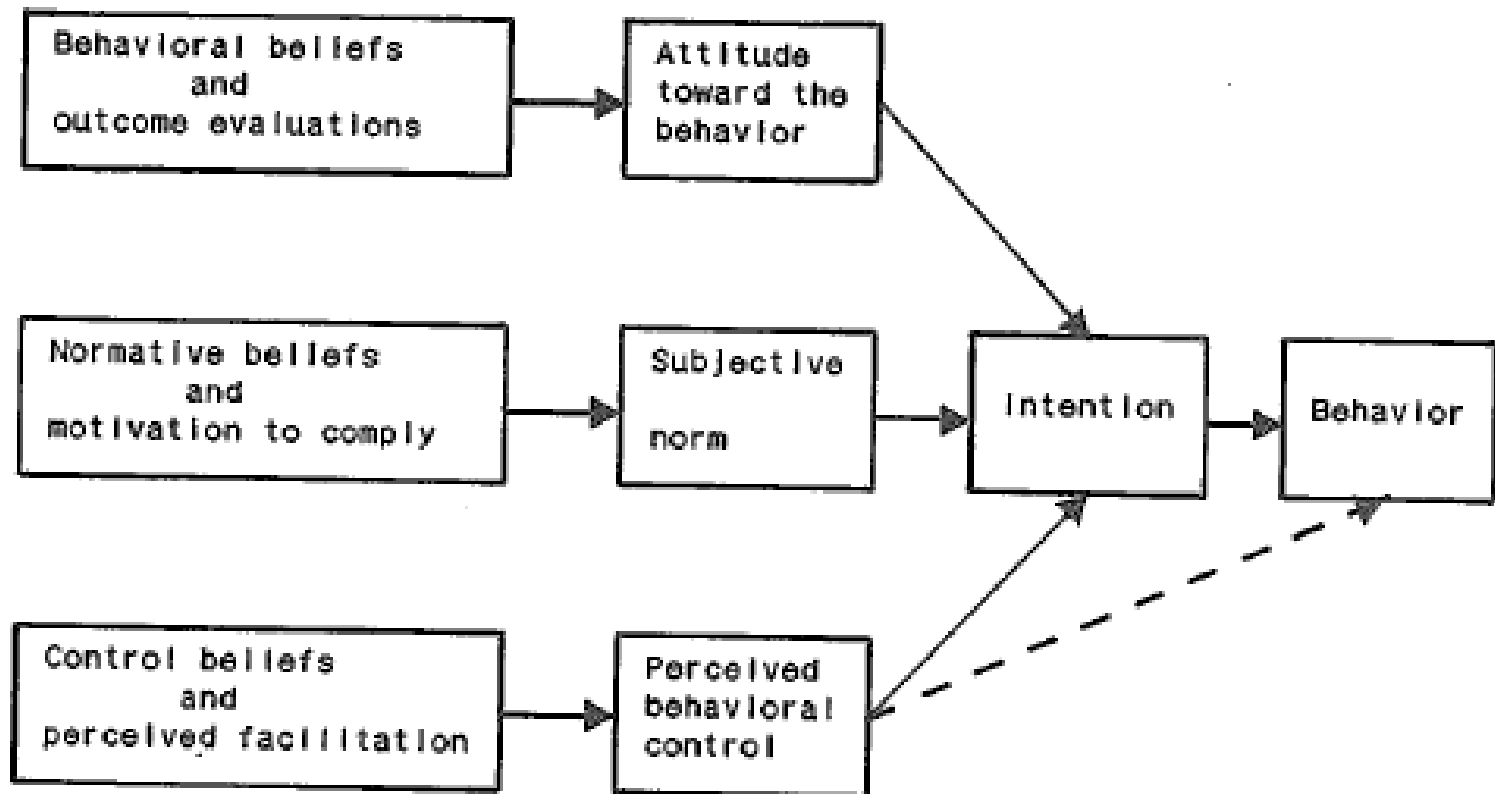 Behavioral beliefs
and
outcome evaluations
Attitude
toward the
behavior
Normative beliefs
and
motivation to comply
Subjective
norm
Intention
Behavior
Control beliefs
and
perceived facilitation
Perceived
behavioral
control